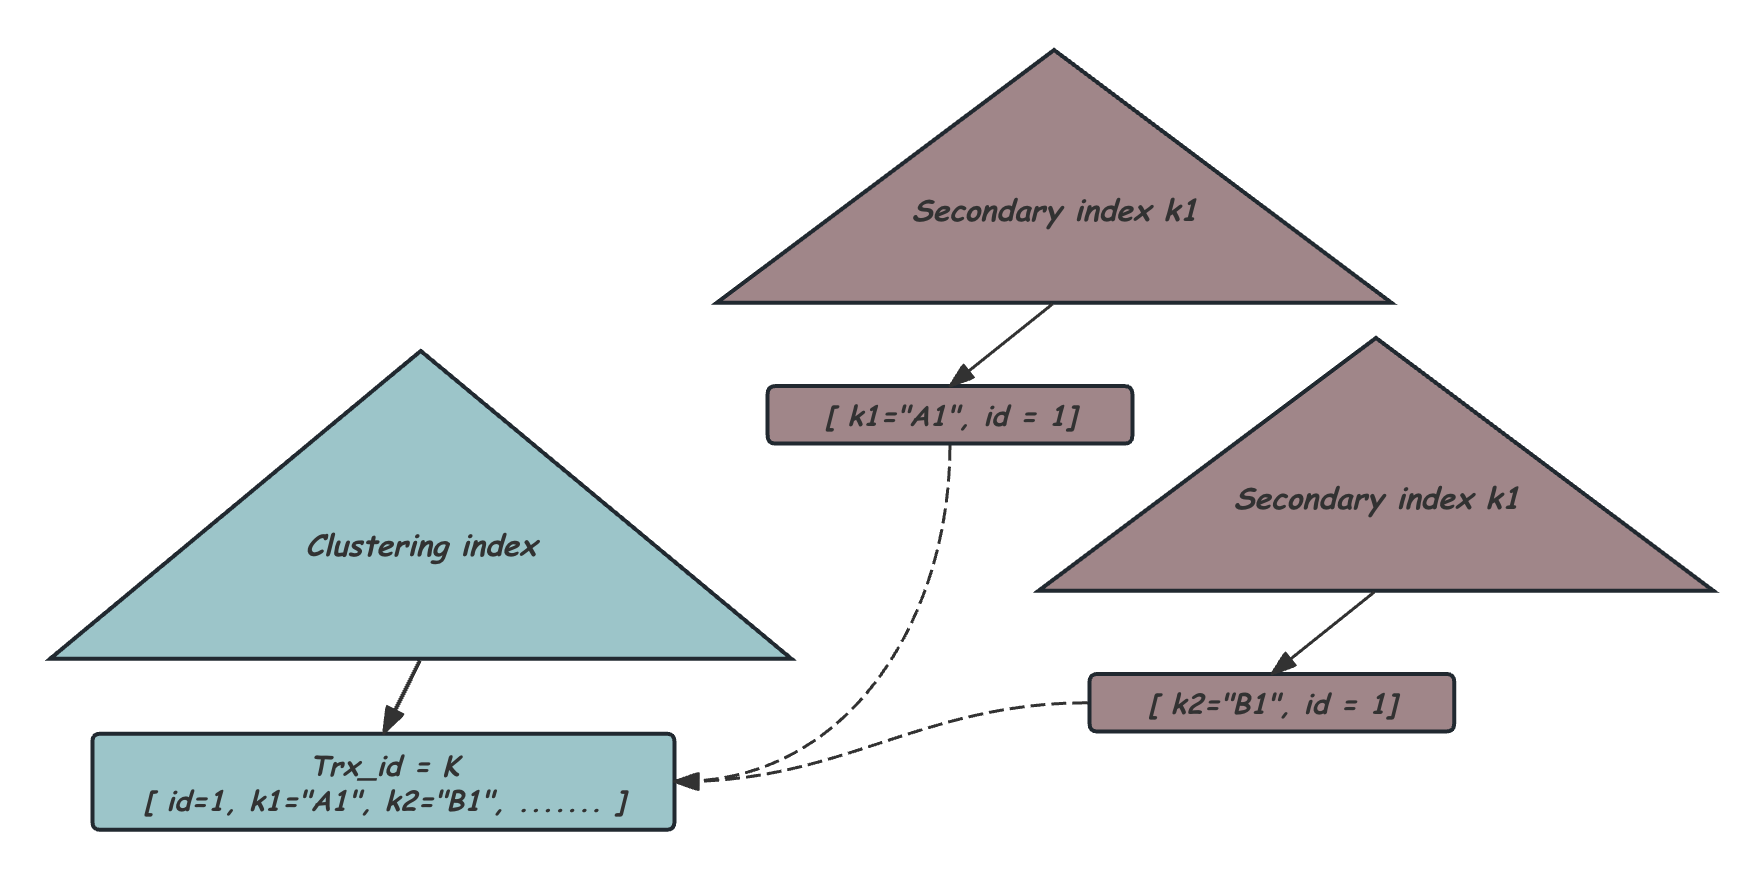 Secondary index k1
[ k1="A1", id = 1]
Secondary index k1
Clustering index
[ k2="B1", id = 1]
Trx_id = K
[ id=1, k1="A1", k2="B1", ....... ]